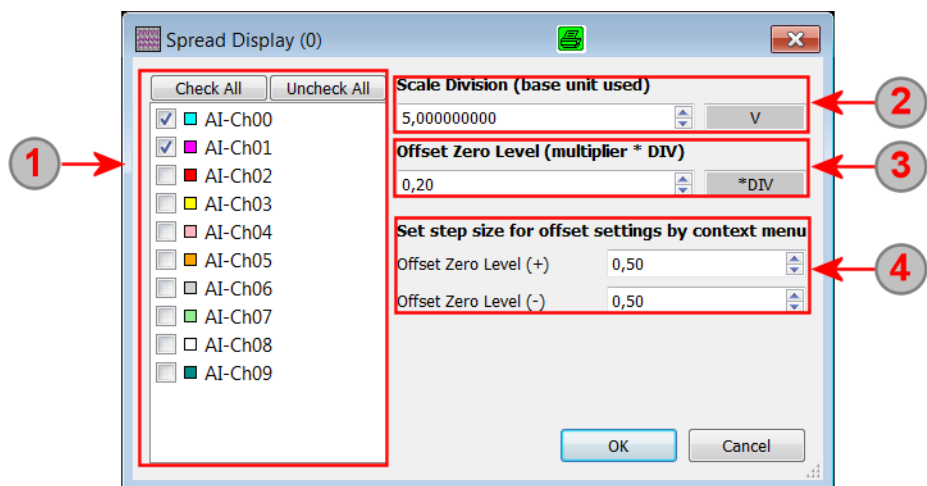 Spread Display (0)
Check All Uncheck All
AI-Ch00
AI-Ch01
AI-Ch02
AI-Ch03
AI-Ch04
AI-Ch05
AI-Ch06
AI-Ch07
AI-Ch08
AI-Ch09
Scale Division (base unit used)
5,000000000 V
Offset Zero Level (multiplier * DIV)
0,20 *DIV
Set step size for offset settings by context menu
Offset Zero Level (+) 0,50
Offset Zero Level (-) 0,50
OK Cancel
1
2
3
4